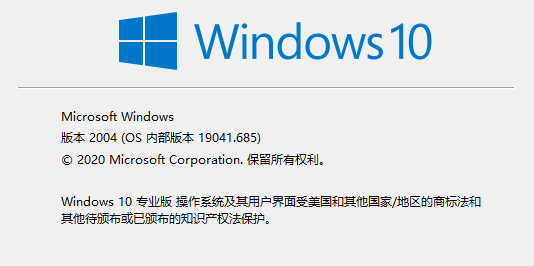 Windows 10
Microsoft Windows
版本 2004 (OS 内部版本 19041.685)
© 2020 Microsoft Corporation. 保留所有权利。
Windows 10 专业版 操作系统及其用户界面受美国和其他国家/地区的商标法和
其他待颁布或已颁布的知识产权法保护。